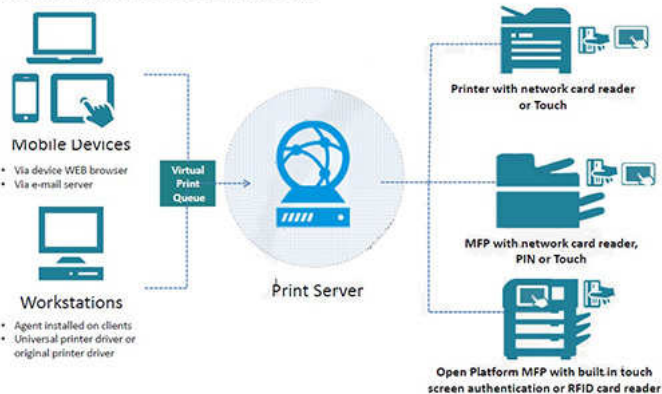 Mobile Devices
• Via device WEB browser
• Via e-mail server
Workstations
• Agent installed on clients
• Universal printer driver or
original printer driver
Virtual
Print
Queue
Print Server
Printer with network card reader
or Touch
MFP with network card reader,
PIN or Touch
Open Platform MFP with built in touch
screen authentication or RFID card reader